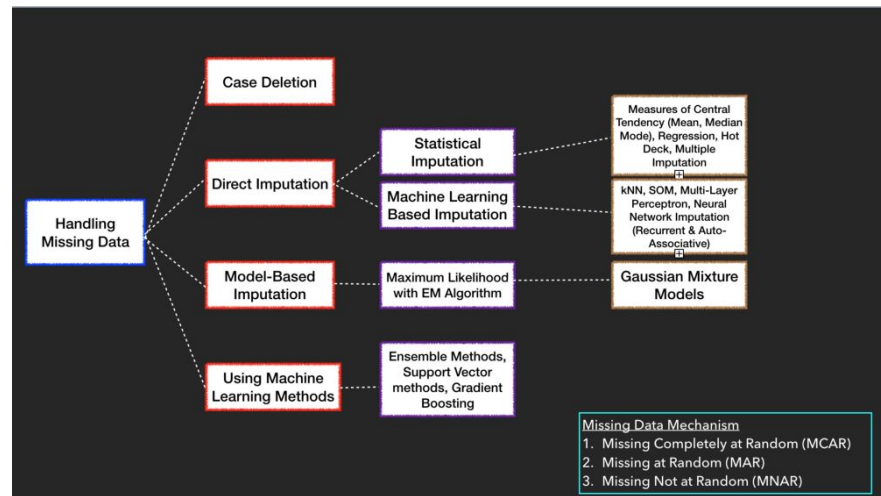 Handling
Missing Data
Case Deletion
Direct Imputation
Model-Based
Imputation
Using Machine
Learning Methods
Statistical
Imputation
Machine Learning
Based Imputation
Maximum Likelihood
with EM Algorithm
Ensemble Methods,
Support Vector
methods, Gradient
Boosting
Measures of Central
Tendency (Mean, Median
Mode), Regression, Hot
Deck, Multiple
Imputation
kNN, SOM, Multi-Layer
Perceptron, Neural
Network Imputation
(Recurrent & Auto-
Associative)
Gaussian Mixture
Models
Missing Data Mechanism
1. Missing Completely at Random (MCAR)
2. Missing at Random (MAR)
3. Missing Not at Random (MNAR)